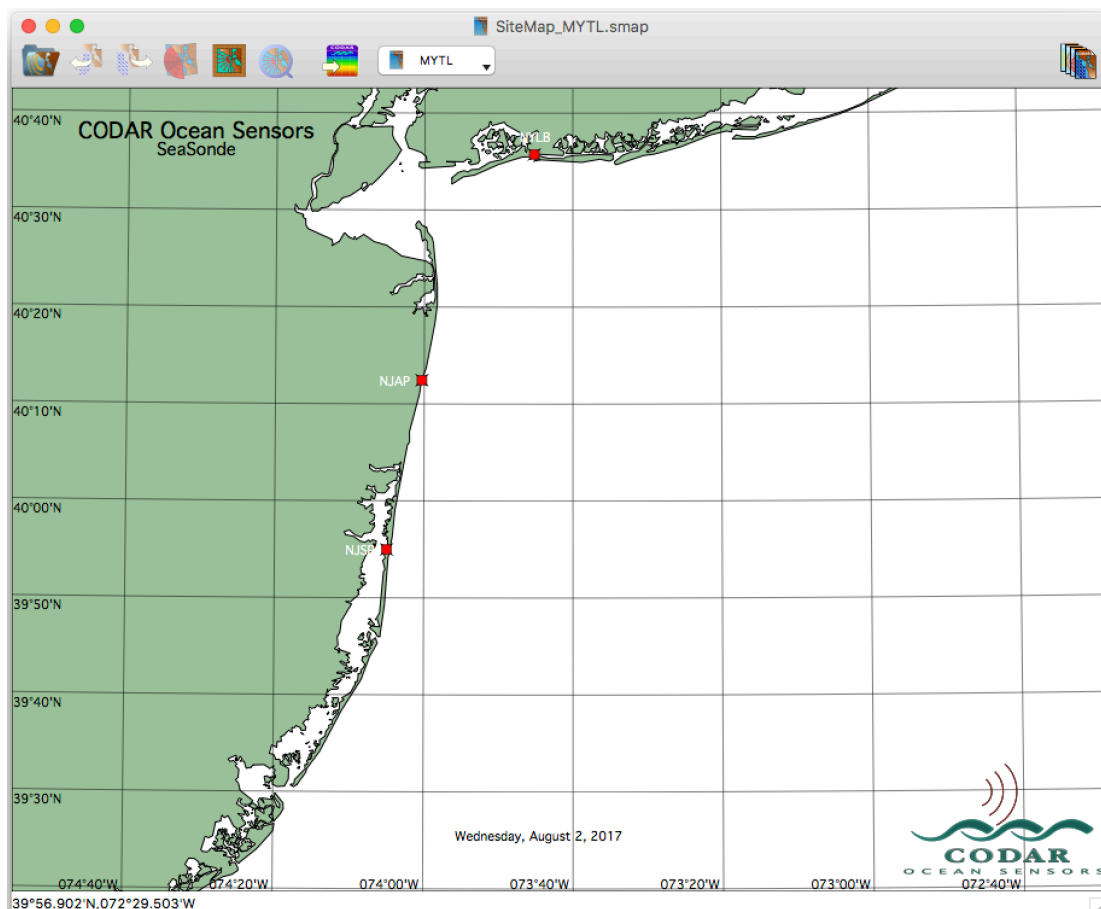 SiteMap_MYTL.smap
CODAR
MYTL
40°40'N
CODAR Ocean Sensors
SeaSonde
NYLB
40°30'N
40°20'N
NJAP
40°10'N
40°00'N
NJSP
39°50'N
39°40'N
39°30'N
Wednesday, August 2, 2017
CODAR
OCEAN SENSORS
074°40'W 074°20'W 074°00'W 073°40'W 073°20'W 073°00'W 072°40'W
39°56.902'N,072°29.503'W